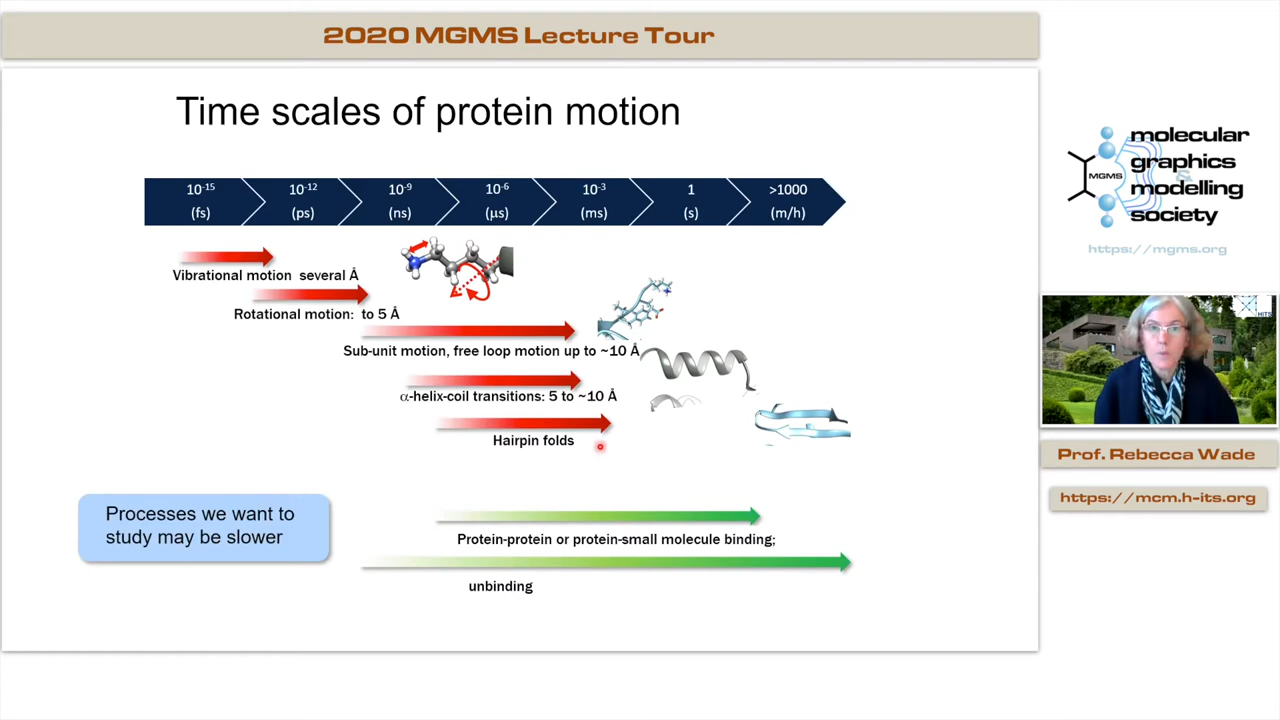 2020 MGMS Lecture Tour
Time scales of protein motion
10-15 10-12 10-9 10-6 10-3 1 >1000
(fs) (ps) (ns) (μs) (ms) (s) (m/h)
Vibrational motion several Å
Rotational motion: to 5 Å
Sub-unit motion, free loop motion up to ~10 Å
α-helix-coil transitions: 5 to ~10 Å
Hairpin folds
Processes we want to
study may be slower
Protein-protein or protein-small molecule binding;
unbinding
MGMS
molecular
graphics
&
modelling
society
https://mgms.org
HITS
Prof. Rebecca Wade
https://mcm.h-its.org